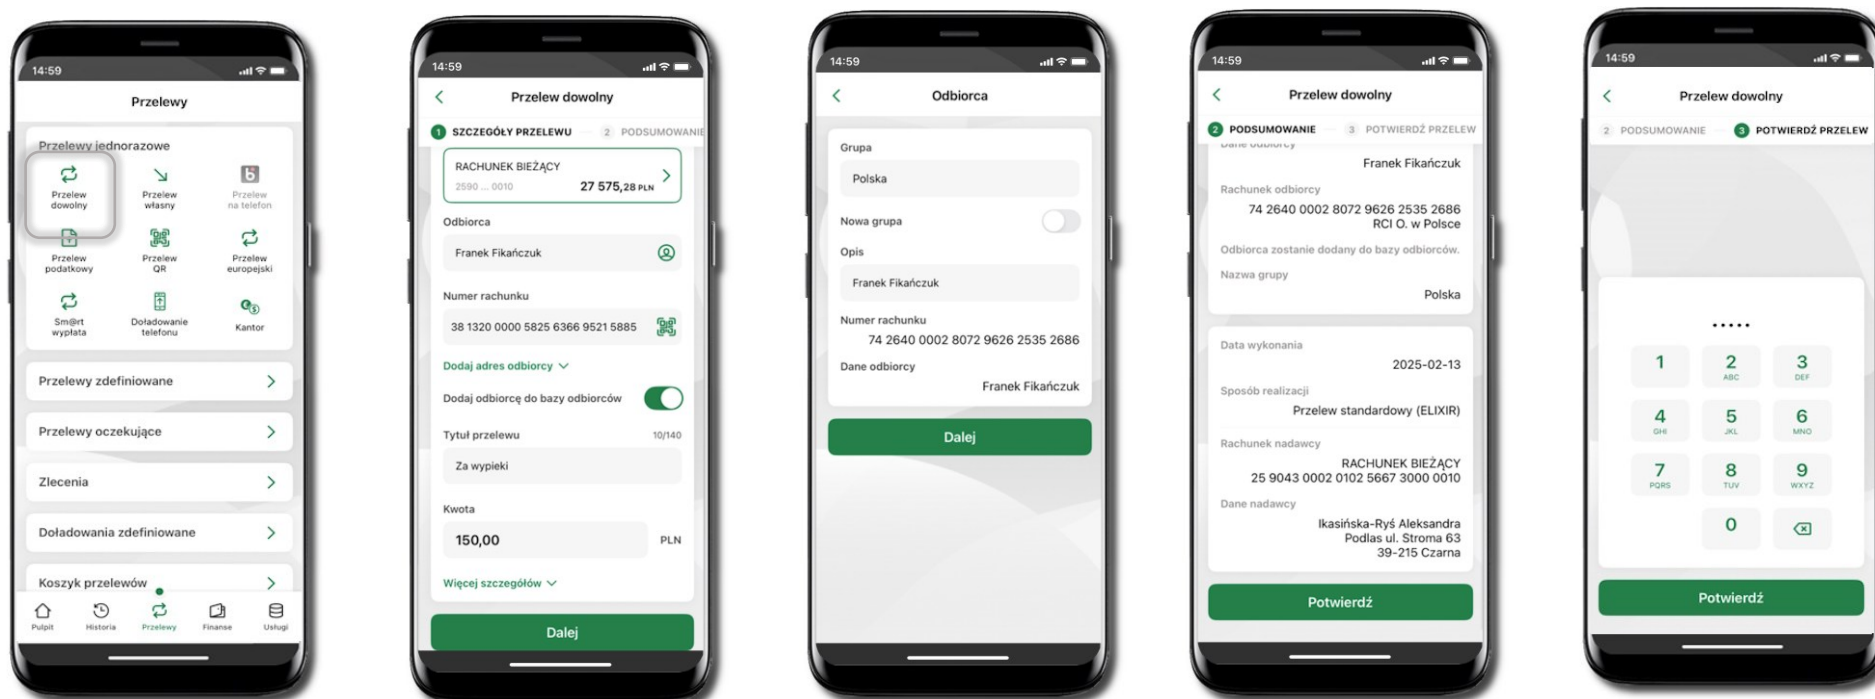 14:59
Przelewy
Przelewy jednorazowe
Przelew
dowolny
Przelew
własny
Przelew
na telefon
Przelew
podatkowy
Przelew
QR
Przelew
europejski
Sm@rt
wypłata
Doładowanie
telefonu
Kantor
Przelewy zdefiniowane
Przelewy oczekujące
Zlecenia
Doładowania zdefiniowane
Koszyk przelewów
Pulpit Historia Przelewy Finanse Usługi
14:59
Przelew dowolny
1 SZCZEGÓŁY PRZELEWU 2 PODSUMOWANIE
RACHUNEK BIEŻĄCY
2590 ... 0010 27 575,28 PLN
Odbiorca
Franek Fikańczuk
Numer rachunku
38 1320 0000 5825 6366 9521 5885
Dodaj adres odbiorcy
Dodaj odbiorcę do bazy odbiorców
Tytuł przelewu 10/140
Za wypieki
Kwota
150,00 PLN
Więcej szczegółów
Dalej
14:59
Odbiorca
Grupa
Polska
Nowa grupa
Opis
Franek Fikańczuk
Numer rachunku
74 2640 0002 8072 9626 2535 2686
Dane odbiorcy
Franek Fikańczuk
Dalej
14:59
Przelew dowolny
2 PODSUMOWANIE 3 POTWIERDŹ PRZELEW
Dane odbiorcy
Franek Fikańczuk
Rachunek odbiorcy
74 2640 0002 8072 9626 2535 2686
RCI O. w Polsce
Odbiorca zostanie dodany do bazy odbiorców.
Nazwa grupy
Polska
Data wykonania
2025-02-13
Sposób realizacji
Przelew standardowy (ELIXIR)
Rachunek nadawcy
RACHUNEK BIEŻĄCY
25 9043 0002 0102 5667 3000 0010
Dane nadawcy
Ikasińska-Ryś Aleksandra
Podlas ul. Stroma 63
39-215 Czarna
Potwierdź
14:59
Przelew dowolny
2 PODSUMOWANIE 3 POTWIERDŹ PRZELEW
•••••
1 2 3
ABC DEF
4 5 6
GHI JKL MNO
7 8 9
PQRS TUV WXYZ
0
Potwierdź